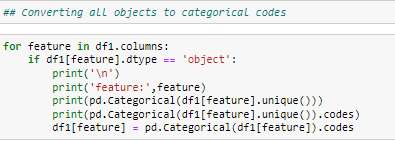 ## Converting all objects to categorical codes
for feature in df1.columns:
    if df1[feature].dtype == 'object':
        print('\n')
        print('feature:',feature)
        print(pd.Categorical(df1[feature].unique()))
        print(pd.Categorical(df1[feature].unique()).codes)
        df1[feature] = pd.Categorical(df1[feature]).codes